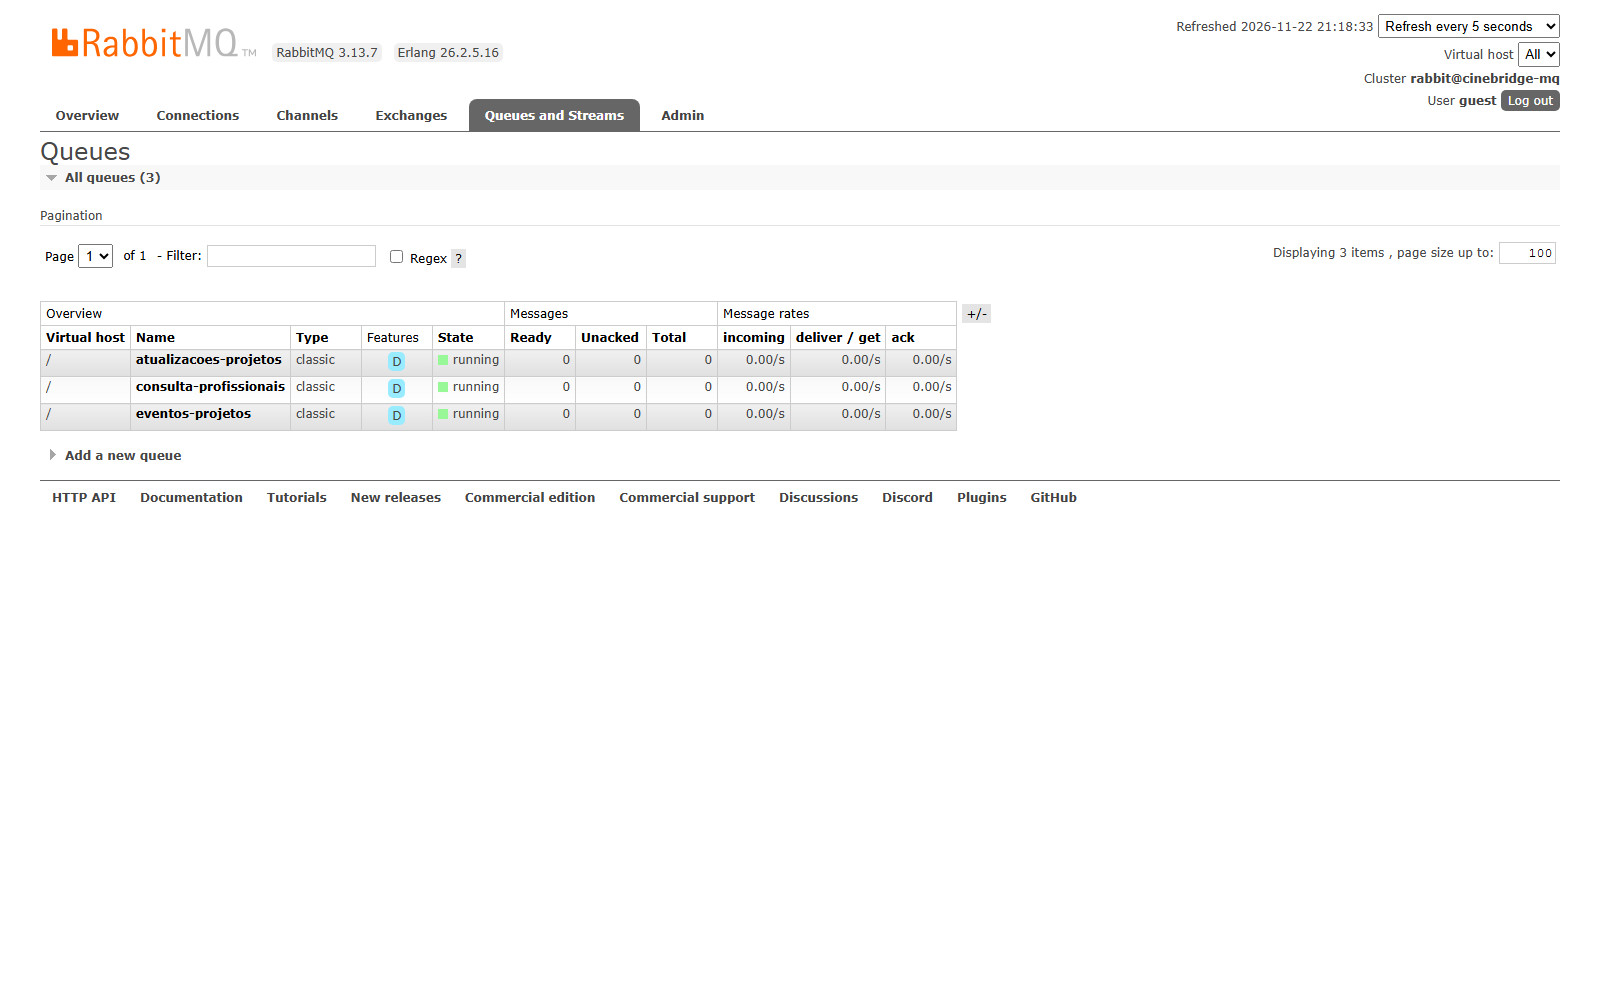 RabbitMQ TM RabbitMQ 3.13.7 Erlang 26.2.5.16
Refreshed 2026-11-22 21:18:33 Refresh every 5 seconds
Virtual host All
Cluster rabbit@cinebridge-mq
User guest Log out
Overview Connections Channels Exchanges Queues and Streams Admin
Queues
All queues (3)
Pagination
Page 1 of 1 - Filter: Regex ?
Displaying 3 items , page size up to: 100
Overview Messages Message rates +/-
Virtual host Name Type Features State Ready Unacked Total incoming deliver / get ack
/ atualizacoes-projetos classic D running 0 0 0 0.00/s 0.00/s 0.00/s
/ consulta-profissionais classic D running 0 0 0 0.00/s 0.00/s 0.00/s
/ eventos-projetos classic D running 0 0 0 0.00/s 0.00/s 0.00/s
Add a new queue
HTTP API Documentation Tutorials New releases Commercial edition Commercial support Discussions Discord Plugins GitHub